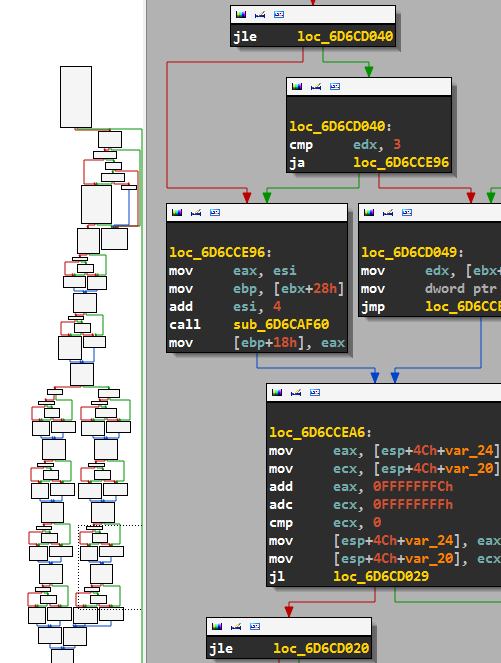 jle loc_6D6CD040
loc_6D6CD040:
cmp edx, 3
ja loc_6D6CCE96
loc_6D6CCE96:
mov eax, esi
mov ebp, [ebx+28h]
add esi, 4
call sub_6D6CAF60
mov [ebp+18h], eax
loc_6D6CD049:
mov edx, [ebx+
mov dword ptr
jmp loc_6D6CCE
loc_6D6CCEA6:
mov eax, [esp+4Ch+var_24]
mov ecx, [esp+4Ch+var_20]
add eax, 0FFFFFFFCh
adc ecx, 0FFFFFFFFh
cmp ecx, 0
mov [esp+4Ch+var_24], eax
mov [esp+4Ch+var_20], ecx
jl loc_6D6CD029
jle loc_6D6CD020